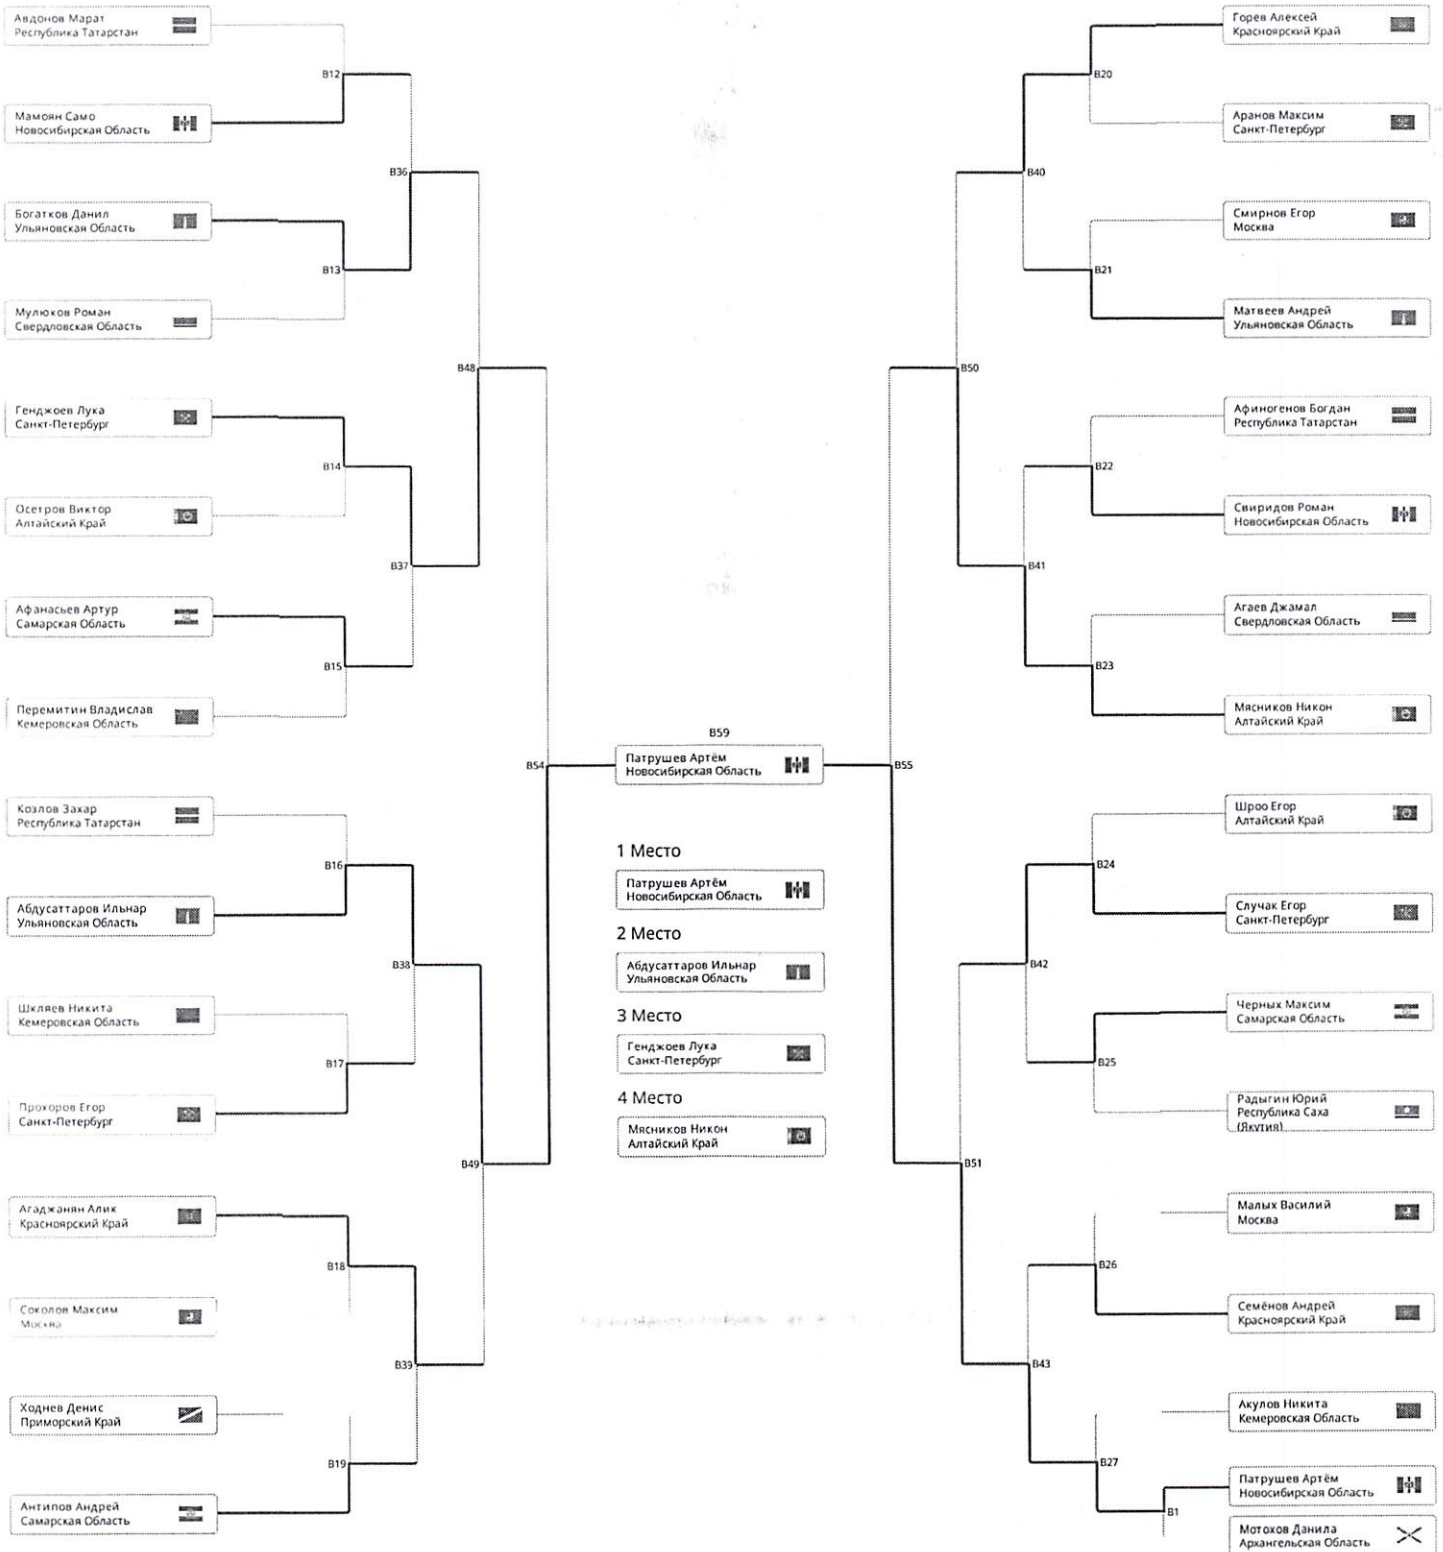 Авдонов Марат
Республика Татарстан
B12
Мамоян Само
Новосибирская Область
B36
Богатков Данил
Ульяновская Область
B13
Мулюков Роман
Свердловская Область
B48
Генджоев Лука
Санкт-Петербург
B14
Осетров Виктор
Алтайский Край
B37
Афанасьев Артур
Самарская Область
B15
Перемитин Владислав
Кемеровская Область
B54
Козлов Захар
Республика Татарстан
B16
Абдусаттаров Ильнар
Ульяновская Область
B38
Шкляев Никита
Кемеровская Область
B17
Прохоров Егор
Санкт-Петербург
B49
Агаджанян Алик
Красноярский Край
B18
Соколов Максим
Москва
B39
Ходнев Денис
Приморский Край
B19
Антипов Андрей
Самарская Область
B59
Патрушев Артём
Новосибирская Область
1 Место
Патрушев Артём
Новосибирская Область
2 Место
Абдусаттаров Ильнар
Ульяновская Область
3 Место
Генджоев Лука
Санкт-Петербург
4 Место
Мясников Никон
Алтайский Край
Горев Алексей
Красноярский Край
B20
Аранов Максим
Санкт-Петербург
B40
Смирнов Егор
Москва
B21
Матвеев Андрей
Ульяновская Область
B50
Афиногенов Богдан
Республика Татарстан
B22
Свиридов Роман
Новосибирская Область
B41
Агаев Джамал
Свердловская Область
B23
Мясников Никон
Алтайский Край
B55
Шроо Егор
Алтайский Край
B24
Случак Егор
Санкт-Петербург
B42
Черных Максим
Самарская Область
B25
Радыгин Юрий
Республика Саха
(Якутия)
B51
Малых Василий
Москва
B26
Семёнов Андрей
Красноярский Край
B43
Акулов Никита
Кемеровская Область
B27
Патрушев Артём
Новосибирская Область
B1
Мотохов Данила
Архангельская Область